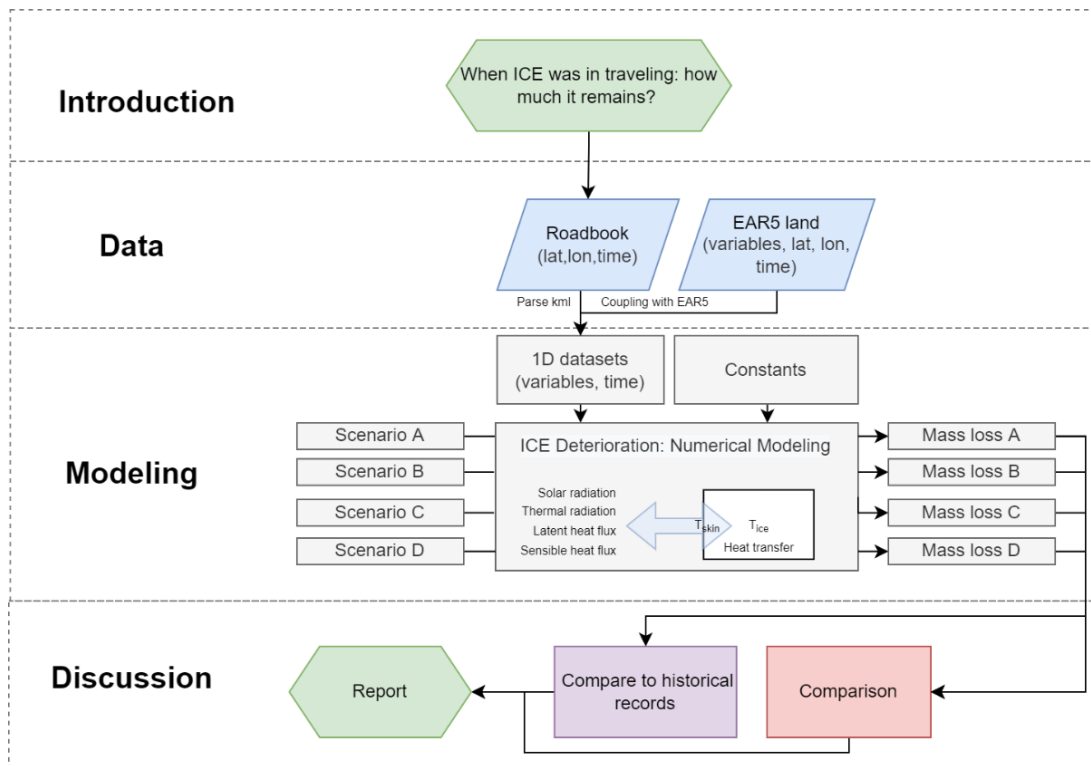 Introduction
When ICE was in traveling: how
much it remains?
Data
Roadbook
(lat,lon,time)
EAR5 land
(variables, lat, lon,
time)
Parse kml
Coupling with EAR5
Modeling
1D datasets
(variables, time)
Constants
Scenario A
Scenario B
Scenario C
Scenario D
ICE Deterioration: Numerical Modeling
Solar radiation
Thermal radiation
Latent heat flux
Sensible heat flux
Tskin
Tice
Heat transfer
Mass loss A
Mass loss B
Mass loss C
Mass loss D
Discussion
Report
Compare to historical
records
Comparison